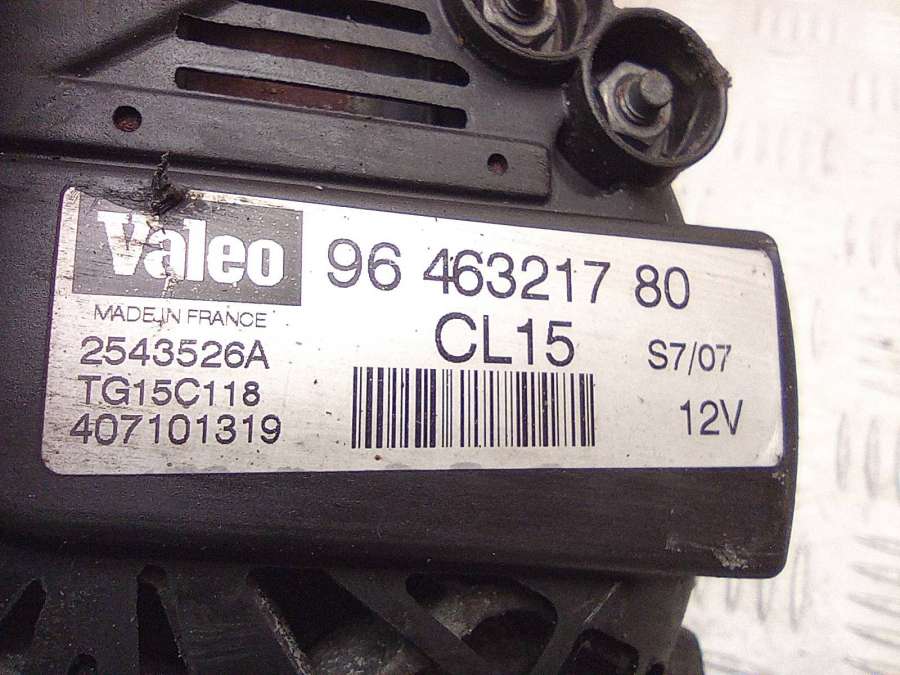 Valeo
MADE IN FRANCE
2543526A
TG15C118
407101319
96 463217 80
CL15
S7/07
12V